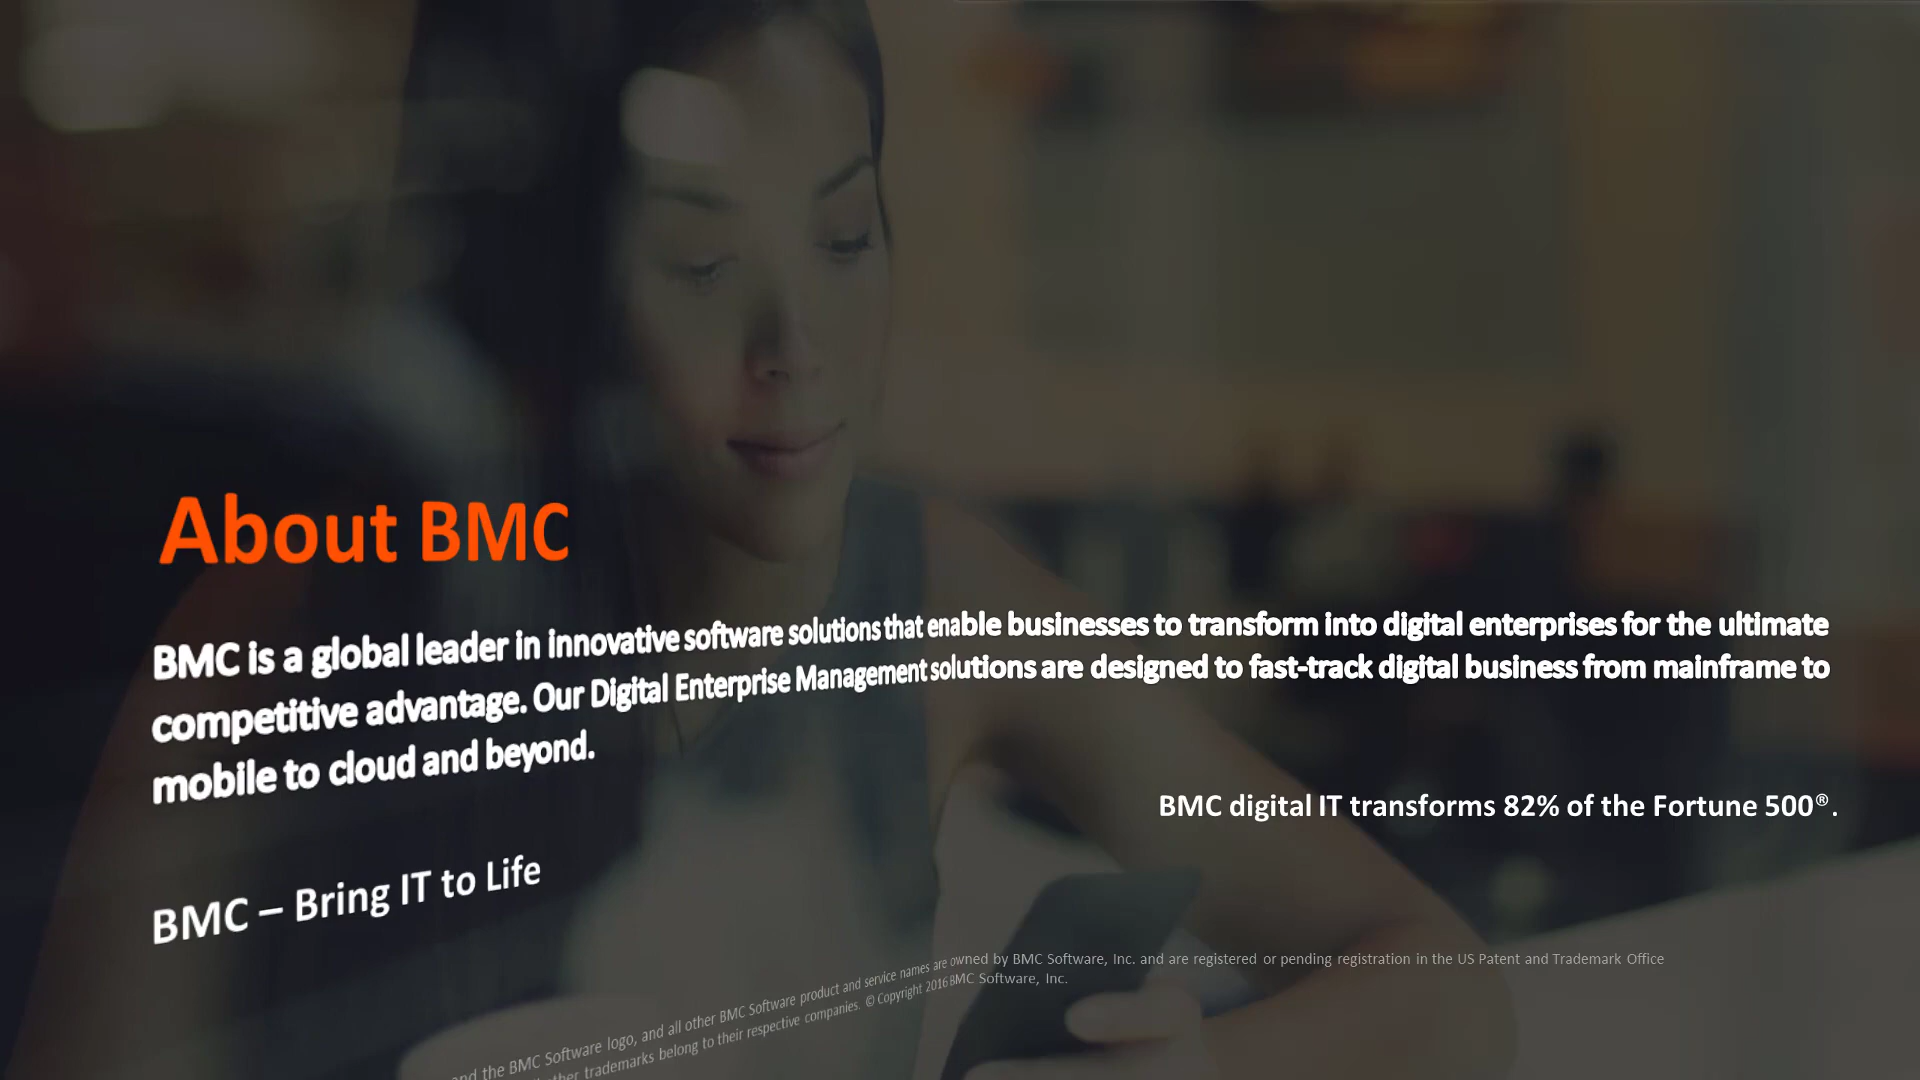 About BMC
BMC is a global leader in innovative software solutions that enable businesses to transform into digital enterprises for the ultimate
competitive advantage. Our Digital Enterprise Management solutions are designed to fast-track digital business from mainframe to
mobile to cloud and beyond.
BMC digital IT transforms 82% of the Fortune 500®.
BMC – Bring IT to Life
and the BMC Software logo, and all other BMC Software product and service names are owned by BMC Software, Inc. and are registered or pending registration in the US Patent and Trademark Office
other trademarks belong to their respective companies. © Copyright 2016 BMC Software, Inc.